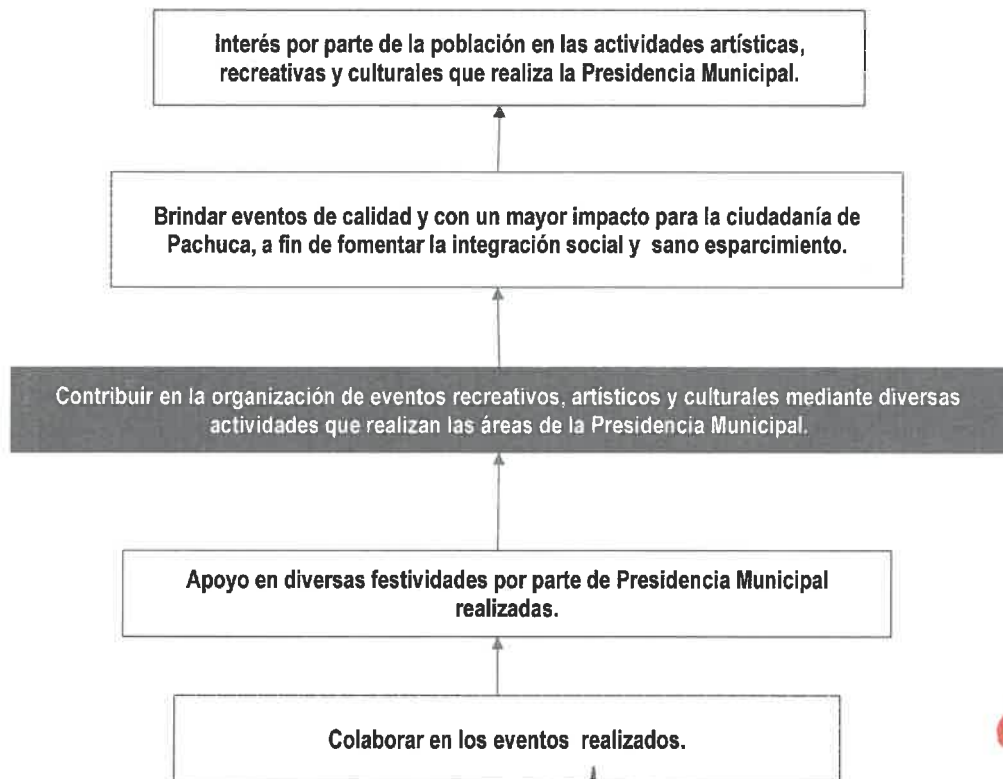 Interés por parte de la población en las actividades artísticas,
recreativas y culturales que realiza la Presidencia Municipal.
Brindar eventos de calidad y con un mayor impacto para la ciudadanía de
Pachuca, a fin de fomentar la integración social y sano esparcimiento.
Contribuir en la organización de eventos recreativos, artísticos y culturales mediante diversas
actividades que realizan las áreas de la Presidencia Municipal.
Apoyo en diversas festividades por parte de Presidencia Municipal
realizadas.
Colaborar en los eventos realizados.